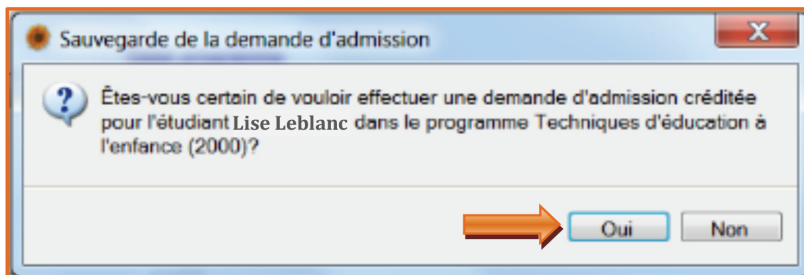 Sauvegarde de la demande d'admission
Êtes-vous certain de vouloir effectuer une demande d'admission créditée
pour l'étudiant Lise Leblanc dans le programme Techniques d'éducation à
l'enfance (2000)?
Oui Non